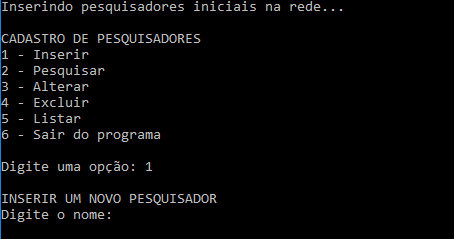 Inserindo pesquisadores iniciais na rede...
CADASTRO DE PESQUISADORES
1 - Inserir
2 - Pesquisar
3 - Alterar
4 - Excluir
5 - Listar
6 - Sair do programa
Digite uma opção: 1
INSERIR UM NOVO PESQUISADOR
Digite o nome: